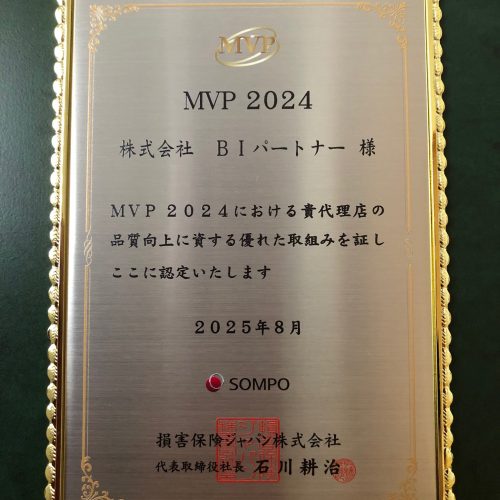 MVP
MVP 2024
株式会社 BIパートナー 様
MVP 2024における貴代理店の
品質向上に資する優れた取組みを証し
ここに認定いたします
2025年8月
SOMPO
損害保険ジャパン株式会社
代表取締役社長 石川耕治